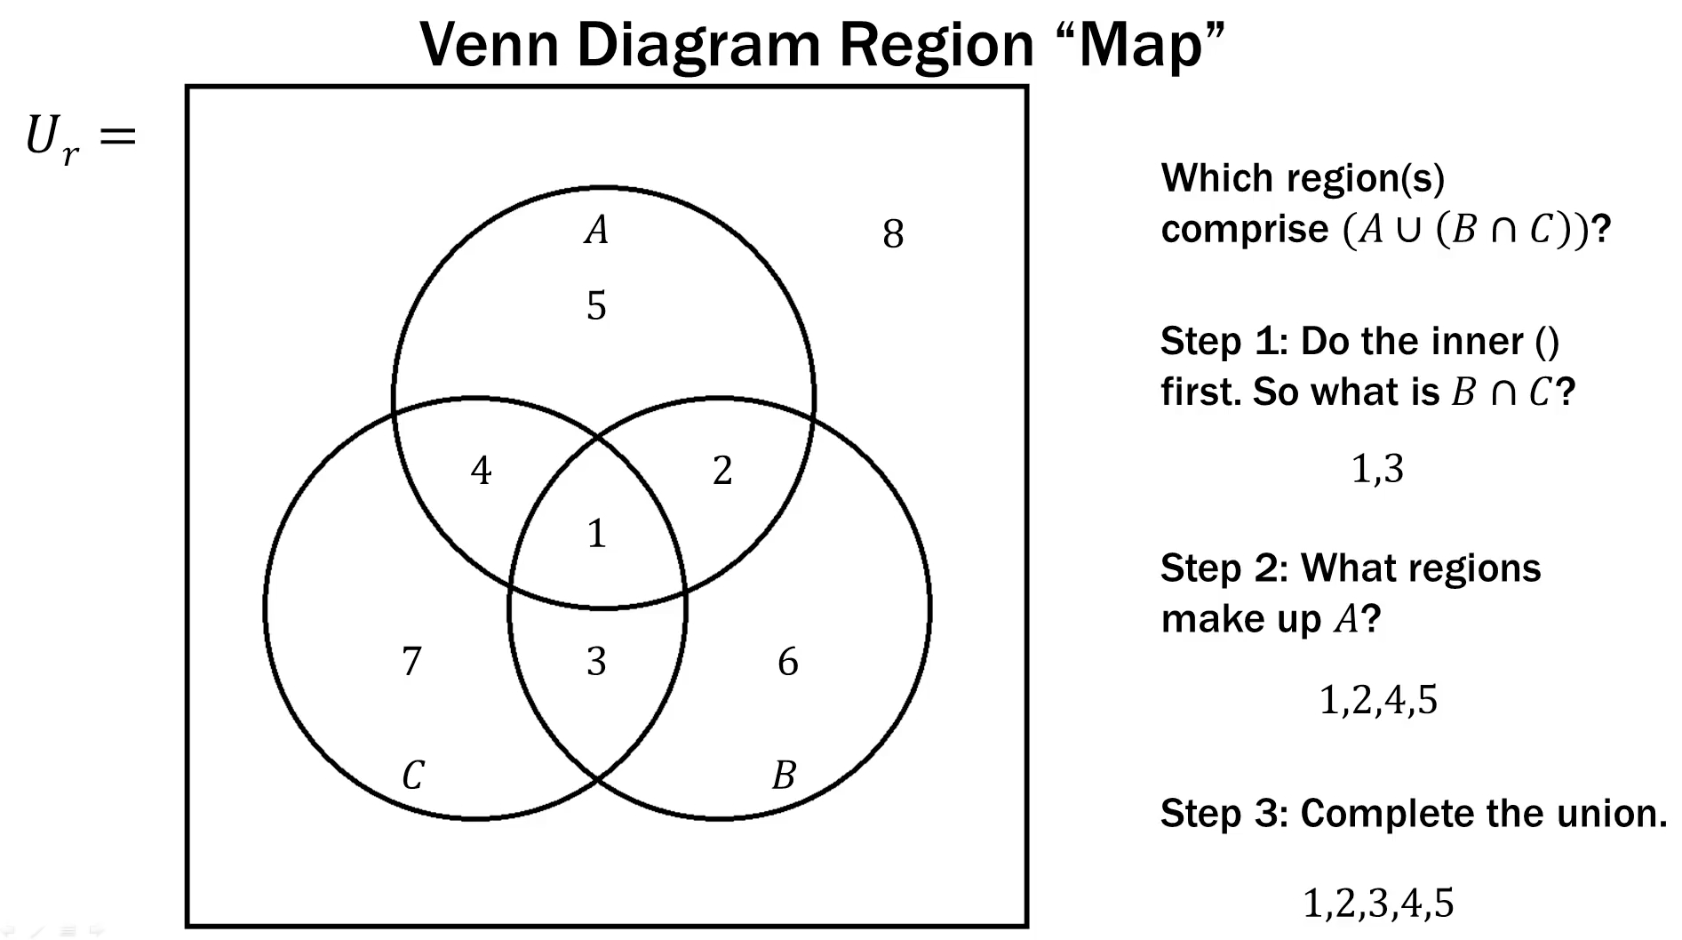 Venn Diagram Region “Map”
U_r =
A
8
5
4
2
1
7
3
6
C
B
Which region(s)
comprise (A ∪ (B ∩ C))?
Step 1: Do the inner ()
first. So what is B ∩ C?
1,3
Step 2: What regions
make up A?
1,2,4,5
Step 3: Complete the union.
1,2,3,4,5